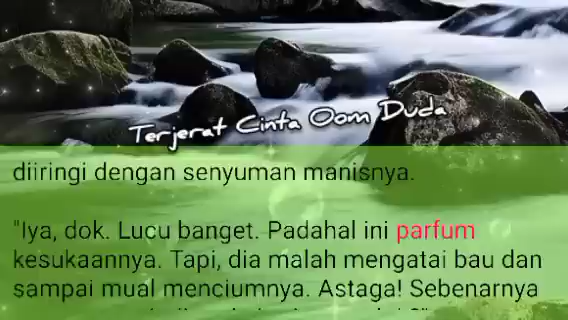 Terjerat Cinta Oom Duda
diiringi dengan senyuman manisnya.
"Iya, dok. Lucu banget. Padahal ini parfum
kesukaannya. Tapi, dia malah mengatai bau dan
sampai mual menciumnya. Astaga! Sebenarnya